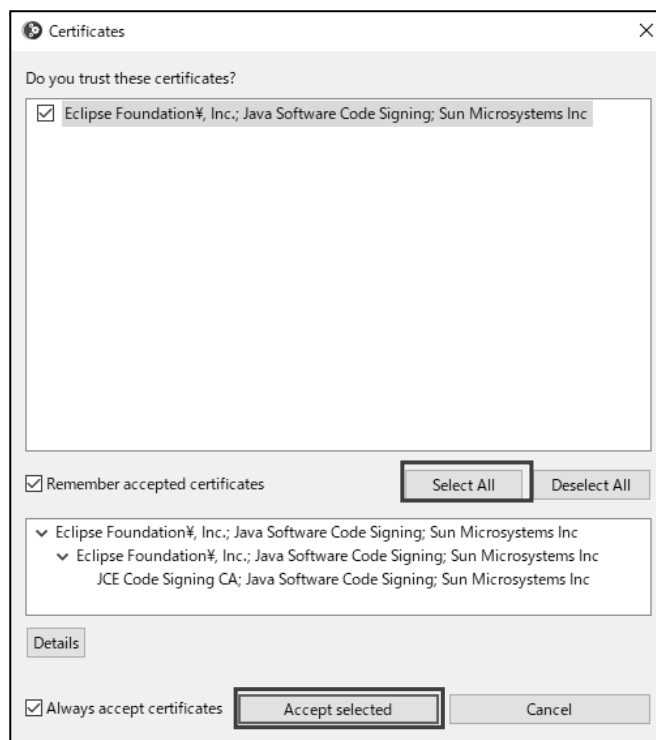 Certificates
Do you trust these certificates?
Eclipse Foundation¥, Inc.; Java Software Code Signing; Sun Microsystems Inc
Remember accepted certificates
Select All
Deselect All
Eclipse Foundation¥, Inc.; Java Software Code Signing; Sun Microsystems Inc
Eclipse Foundation¥, Inc.; Java Software Code Signing; Sun Microsystems Inc
JCE Code Signing CA; Java Software Code Signing; Sun Microsystems Inc
Details
Always accept certificates
Accept selected
Cancel